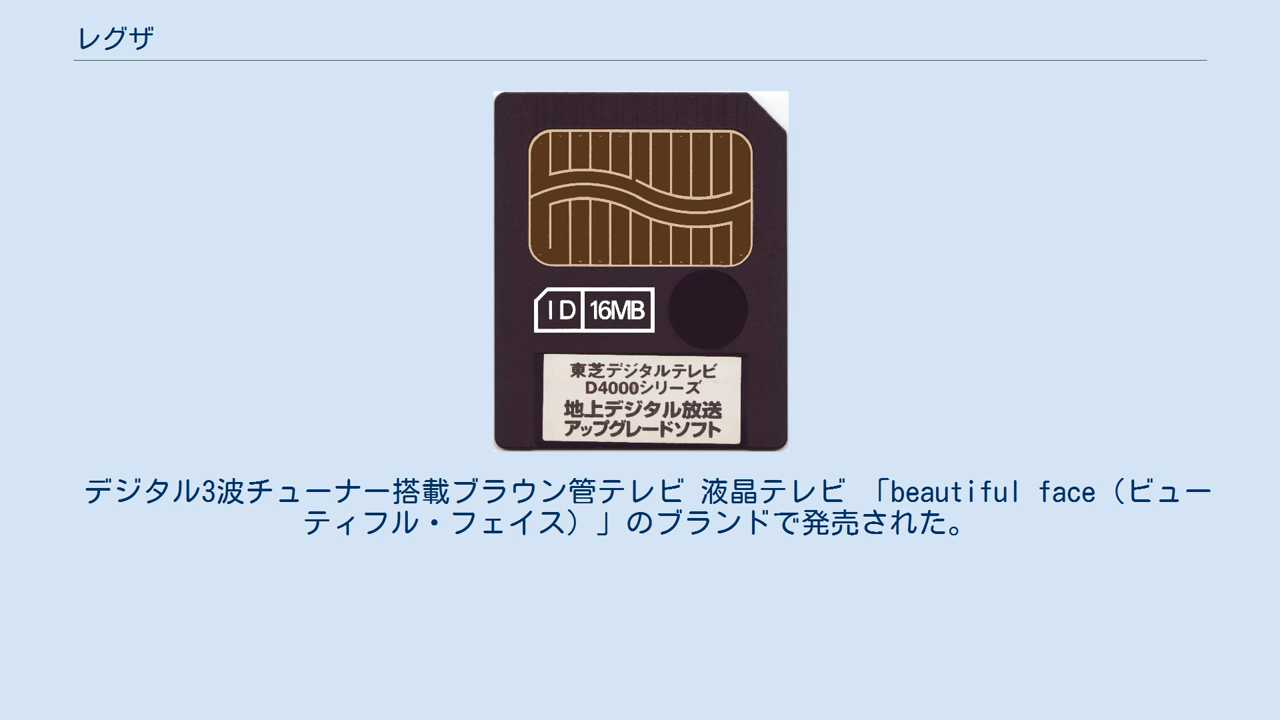 レグザ
ID 16MB
東芝デジタルテレビ
D4000シリーズ
地上デジタル放送
アップグレードソフト
デジタル3波チューナー搭載ブラウン管テレビ 液晶テレビ 「beautiful face（ビュー
ティフル・フェイス）」のブランドで発売された。